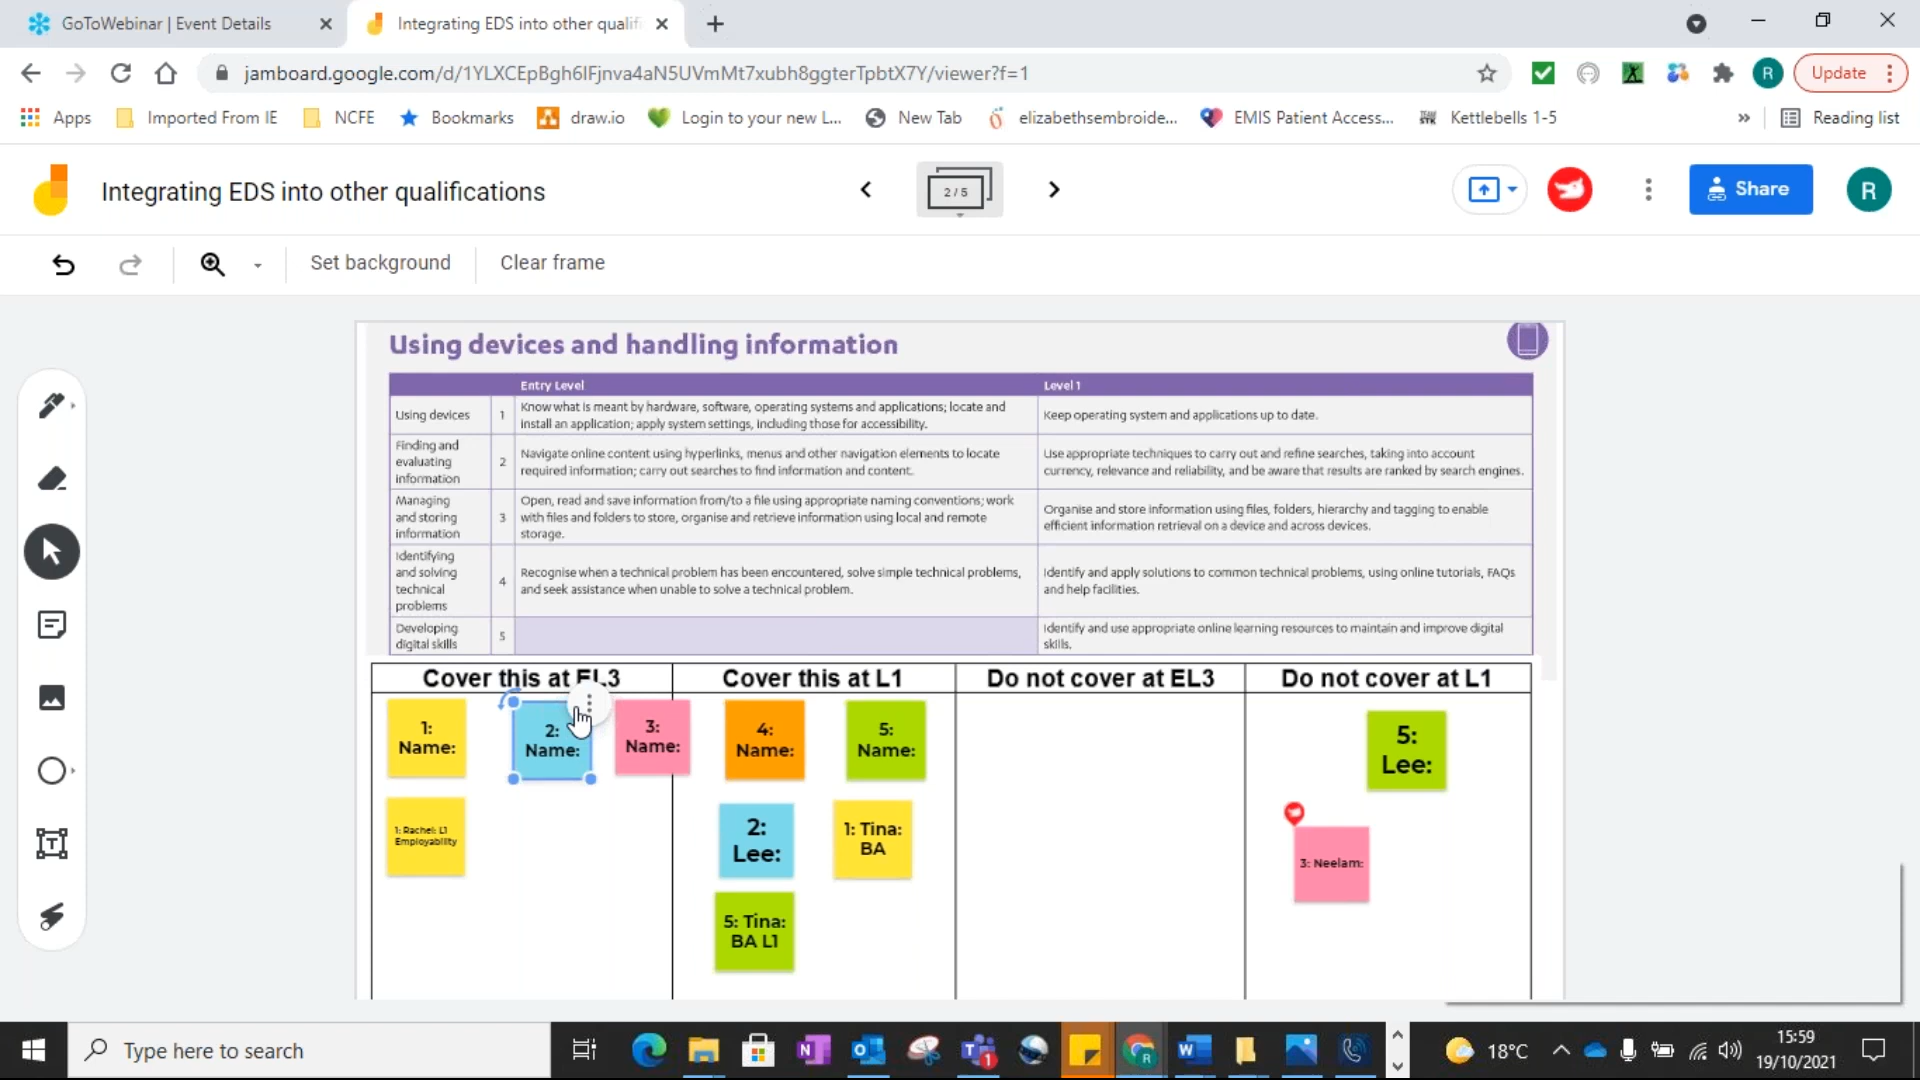 GoToWebinar | Event Details
Integrating EDS into other qualifi
jamboard.google.com/d/1YLXCEpBgh6IFjnva4aN5UVmMt7xubh8ggterTpbtX7Y/viewer?f=1
R
Update
Apps
Imported From IE
NCFE
Bookmarks
draw.io
Login to your new L...
New Tab
elizabethsembroide...
EMIS Patient Access...
Kettlebells 1-5
»
Reading list
Integrating EDS into other qualifications
2 / 5
Share
R
Set background
Clear frame
Using devices and handling information
Entry Level
Level 1
Using devices
1
Know what is meant by hardware, software, operating systems and applications; locate and
install an application; apply system settings, including those for accessibility.
Keep operating system and applications up to date.
Finding and
evaluating
information
2
Navigate online content using hyperlinks, menus and other navigation elements to locate
required information; carry out searches to find information and content.
Use appropriate techniques to carry out and refine searches, taking into account
currency, relevance and reliability, and be aware that results are ranked by search engines.
Managing
and storing
information
3
Open, read and save information from/to a file using appropriate naming conventions; work
with files and folders to store, organise and retrieve information using local and remote
storage.
Organise and store information using files, folders, hierarchy and tagging to enable
efficient information retrieval on a device and across devices.
Identifying
and solving
technical
problems
4
Recognise when a technical problem has been encountered, solve simple technical problems,
and seek assistance when unable to solve a technical problem.
Identify and apply solutions to common technical problems, using online tutorials, FAQs
and help facilities.
Developing
digital skills
5
Identify and use appropriate online learning resources to maintain and improve digital
skills.
Cover this at EL3
Cover this at L1
Do not cover at EL3
Do not cover at L1
1:
Name:
2:
Name:
3:
Name:
4:
Name:
5:
Name:
5:
Lee:
1: Rachel: L1
Employability
2:
Lee:
1: Tina:
BA
3: Neelam:
5: Tina:
BA L1
Type here to search
18°C
15:59
19/10/2021